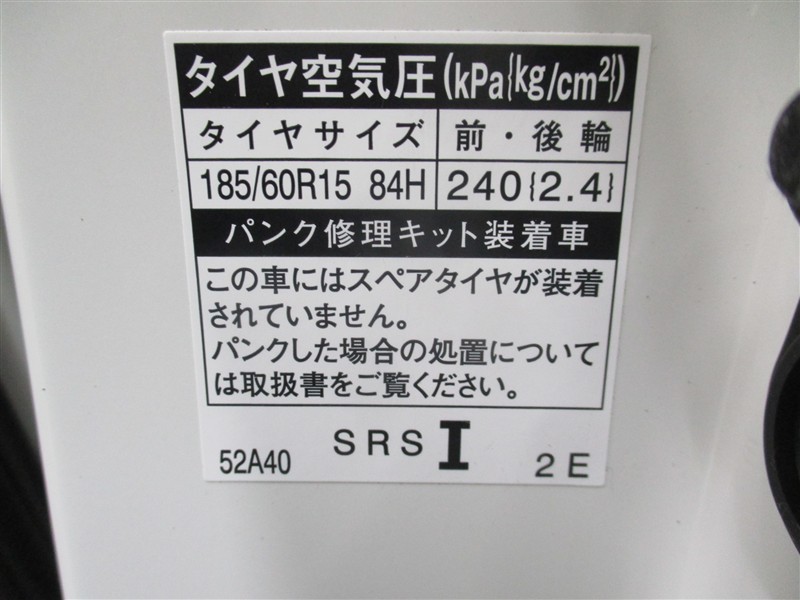 タイヤ空気圧(kPa{kg/cm²})
タイヤサイズ 前・後輪
185/60R15 84H 240{2.4}
パンク修理キット装着車
この車にはスペアタイヤが装着
されていません。
パンクした場合の処置について
は取扱書をご覧ください。
52A40 SRS I 2E